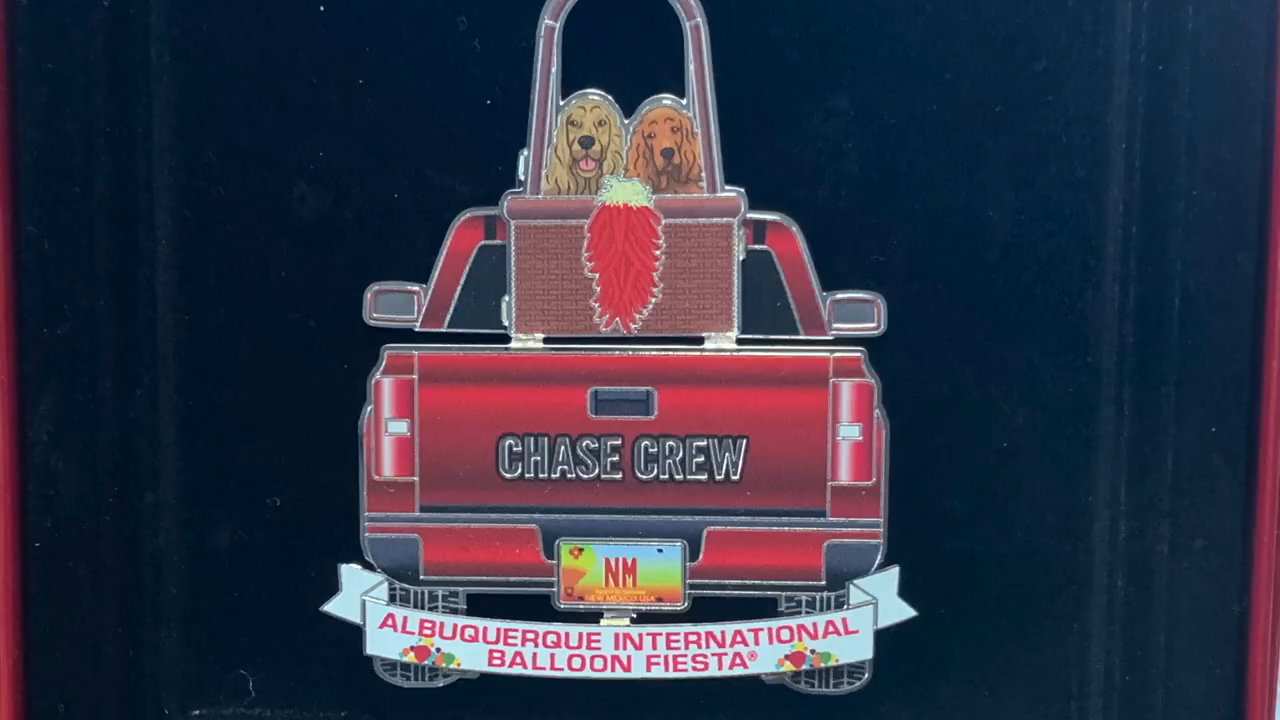 CHASE CREW
NM
NEW MEXICO USA
ALBUQUERQUE INTERNATIONAL
BALLOON FIESTA®